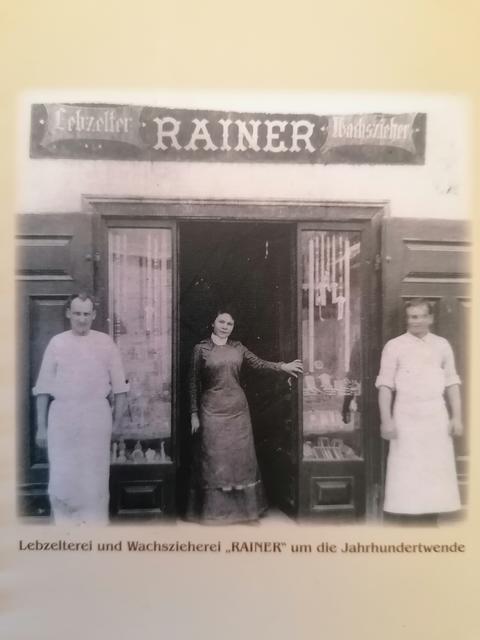 Lebzelter RAINER Wachszieher
Lebzelterei und Wachszieherei „RAINER“ um die Jahrhundertwende